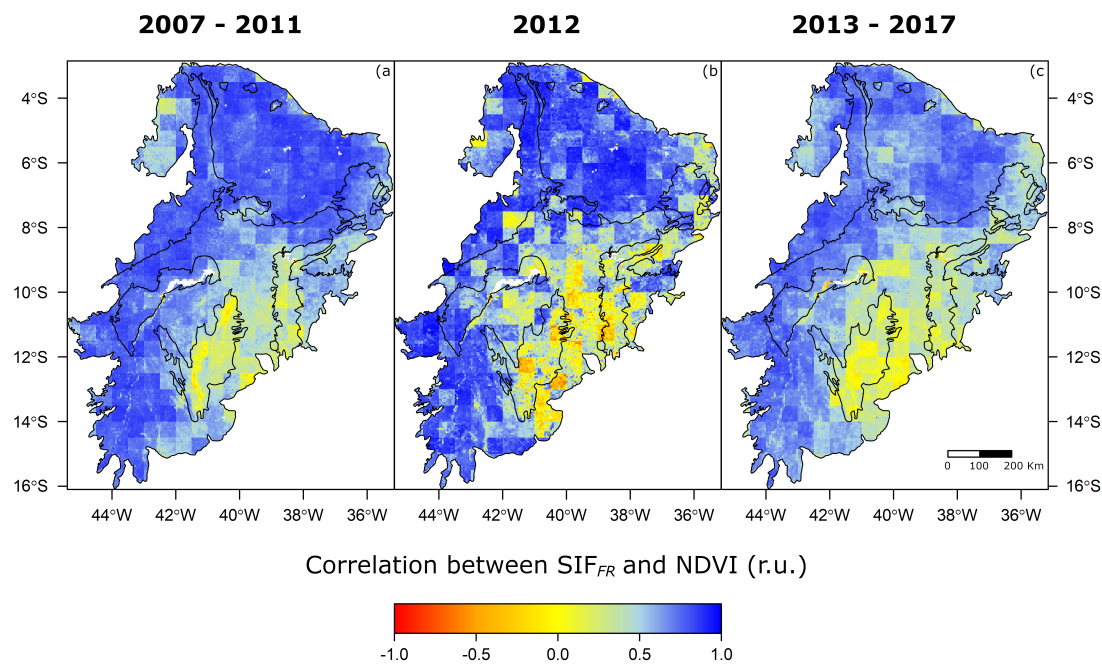 2007 - 2011 2012 2013 - 2017
(a (b (c
4°S 4°S
6°S 6°S
8°S 8°S
10°S 10°S
12°S 12°S
14°S 14°S
0 100 200 Km
16°S 16°S
44°W 42°W 40°W 38°W 36°W 44°W 42°W 40°W 38°W 36°W 44°W 42°W 40°W 38°W 36°W
Correlation between SIF_FR and NDVI (r.u.)
-1.0 -0.5 0.0 0.5 1.0